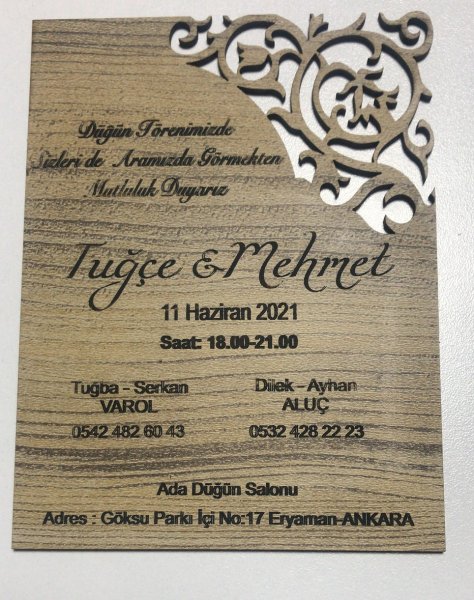 Düğün Törenimizde
Sizleri de Aramızda Görmekten
Mutluluk Duyarız
Tuğçe & Mehmet
11 Haziran 2021
Saat: 18.00-21.00
Tuğba - Serkan
VAROL
0542 482 60 43
Dilek - Ayhan
ALUÇ
0532 428 22 23
Ada Düğün Salonu
Adres : Göksu Parkı İçi No:17 Eryaman-ANKARA